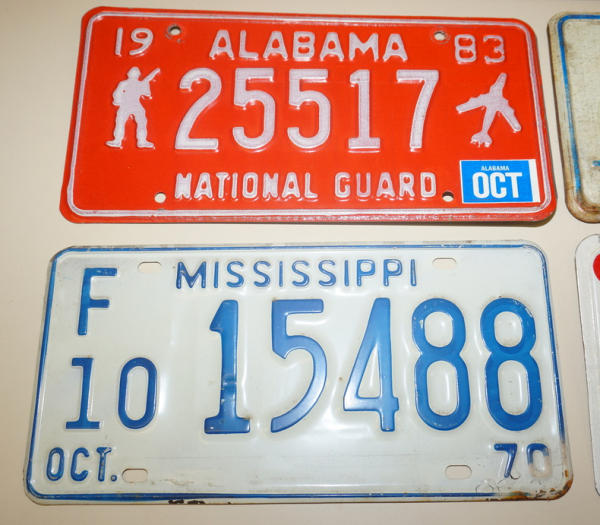 19 ALABAMA 83
25517
ALABAMA
OCT
NATIONAL GUARD
MISSISSIPPI
F/10 15488
OCT. 70